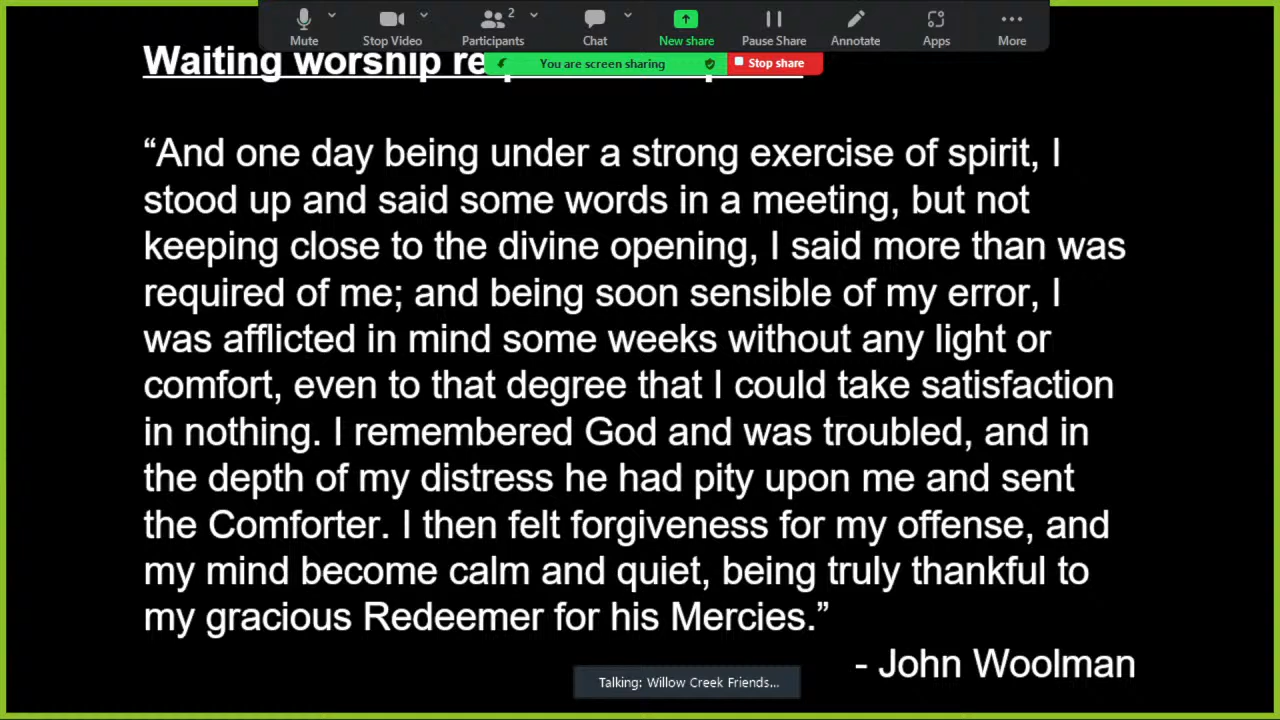 Mute
Stop Video
Participants
2
Chat
New share
Pause Share
Annotate
Apps
More
You are screen sharing
Stop share
Waiting worship
“And one day being under a strong exercise of spirit, I
stood up and said some words in a meeting, but not
keeping close to the divine opening, I said more than was
required of me; and being soon sensible of my error, I
was afflicted in mind some weeks without any light or
comfort, even to that degree that I could take satisfaction
in nothing. I remembered God and was troubled, and in
the depth of my distress he had pity upon me and sent
the Comforter. I then felt forgiveness for my offense, and
my mind become calm and quiet, being truly thankful to
my gracious Redeemer for his Mercies.”
- John Woolman
Talking: Willow Creek Friends...